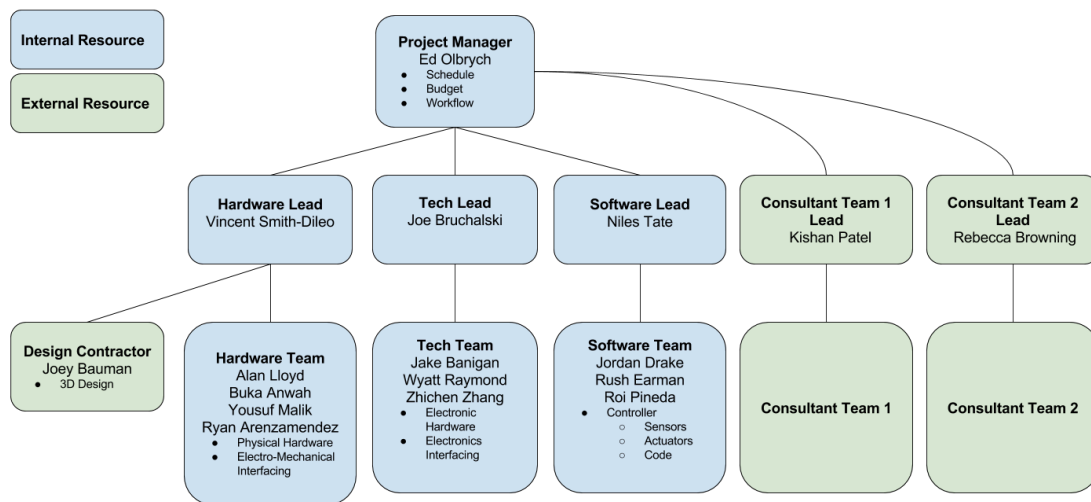 Internal Resource
External Resource
Project Manager
Ed Olbrych
● Schedule
● Budget
● Workflow
Hardware Lead
Vincent Smith-Dileo
Tech Lead
Joe Bruchalski
Software Lead
Niles Tate
Consultant Team 1
Lead
Kishan Patel
Consultant Team 2
Lead
Rebecca Browning
Design Contractor
Joey Bauman
● 3D Design
Hardware Team
Alan Lloyd
Buka Anwah
Yousuf Malik
Ryan Arenzamendez
● Physical Hardware
● Electro-Mechanical
Interfacing
Tech Team
Jake Banigan
Wyatt Raymond
Zhichen Zhang
● Electronic
Hardware
● Electronics
Interfacing
Software Team
Jordan Drake
Rush Earman
Roi Pineda
● Controller
○ Sensors
○ Actuators
○ Code
Consultant Team 1
Consultant Team 2